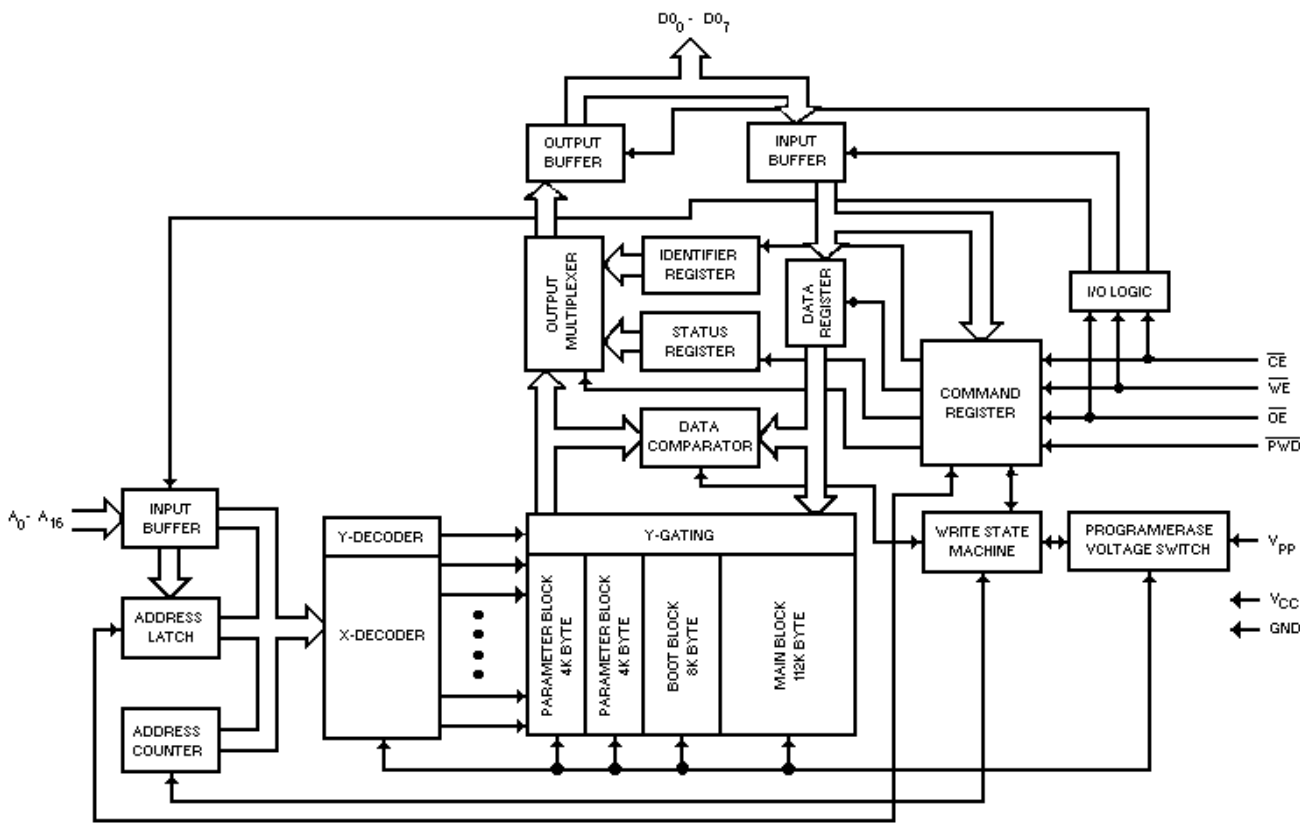 DO0 - DO7
OUTPUT
BUFFER
INPUT
BUFFER
OUTPUT
MULTIPLEXER
IDENTIFIER
REGISTER
DATA
REGISTER
I/O LOGIC
STATUS
REGISTER
COMMAND
REGISTER
CE
WE
OE
PWD
DATA
COMPARATOR
A0 - A16
INPUT
BUFFER
Y-DECODER
Y-GATING
WRITE STATE
MACHINE
PROGRAM/ERASE
VOLTAGE SWITCH
VPP
VCC
GND
ADDRESS
LATCH
X-DECODER
PARAMETER BLOCK
4K BYTE
PARAMETER BLOCK
4K BYTE
BOOT BLOCK
8K BYTE
MAIN BLOCK
112K BYTE
ADDRESS
COUNTER